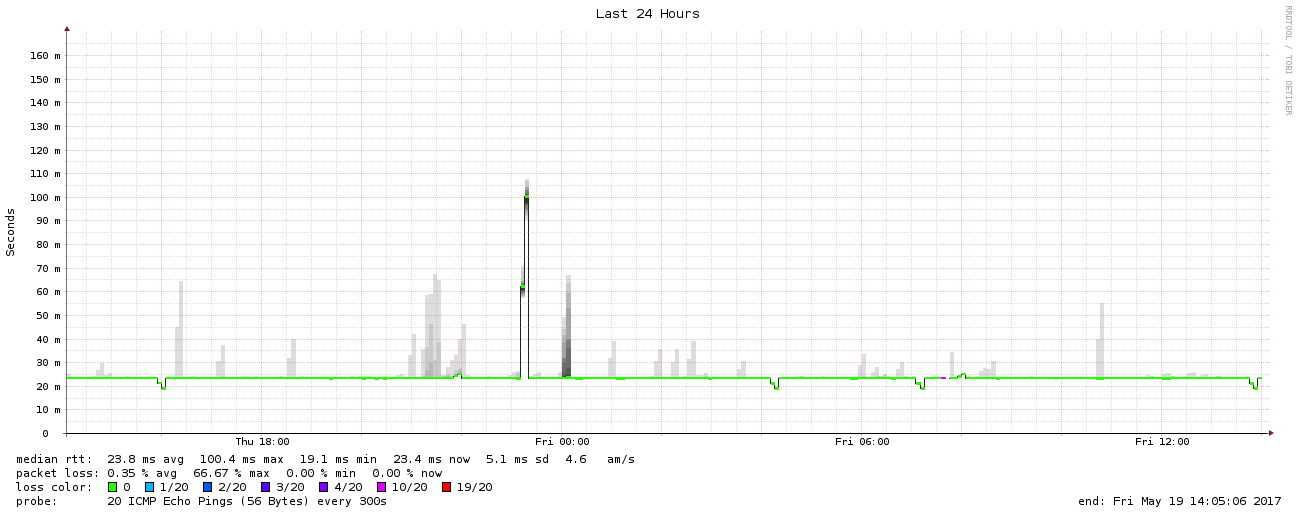 Last 24 Hours
RRDTOOL / TOBI OETIKER
Seconds
160 m
150 m
140 m
130 m
120 m
110 m
100 m
90 m
80 m
70 m
60 m
50 m
40 m
30 m
20 m
10 m
0
Thu 18:00 Fri 00:00 Fri 06:00 Fri 12:00
median rtt: 23.8 ms avg 100.4 ms max 19.1 ms min 23.4 ms now 5.1 ms sd 4.6 am/s
packet loss: 0.35 % avg 66.67 % max 0.00 % min 0.00 % now
loss color: 0 1/20 2/20 3/20 4/20 10/20 19/20
probe: 20 ICMP Echo Pings (56 Bytes) every 300s end: Fri May 19 14:05:06 2017